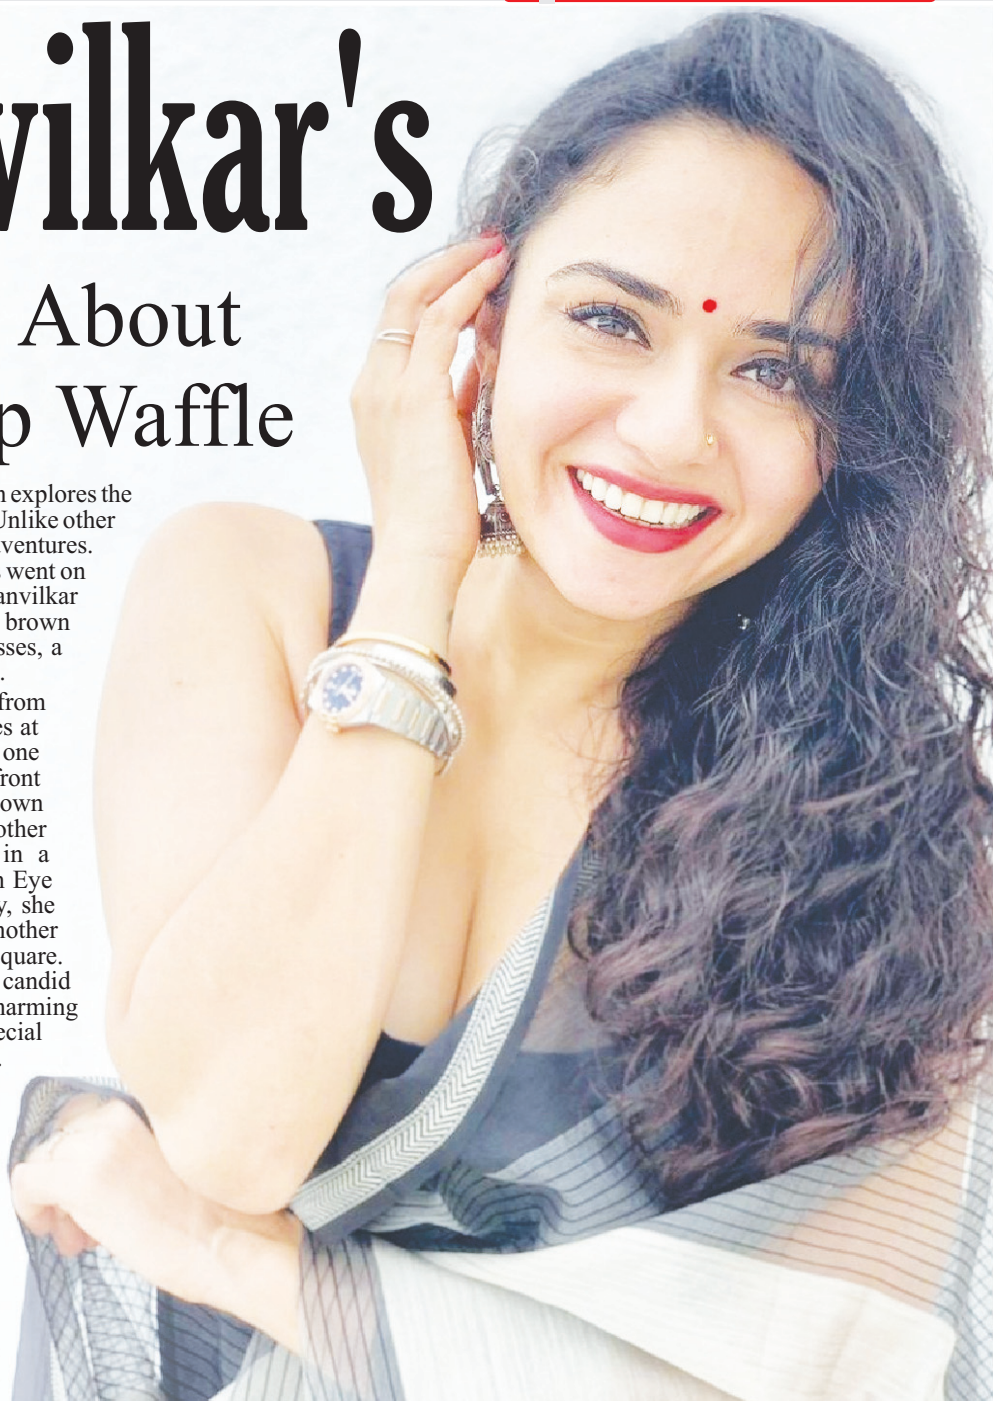 vilkar's
About
p Waffle
n explores the
Unlike other
ventures.
s went on
anvilkar
brown
sses, a
.
from
es at
one
front
own
other
in a
n Eye
y, she
nother
quare.
candid
harming
ecial
.